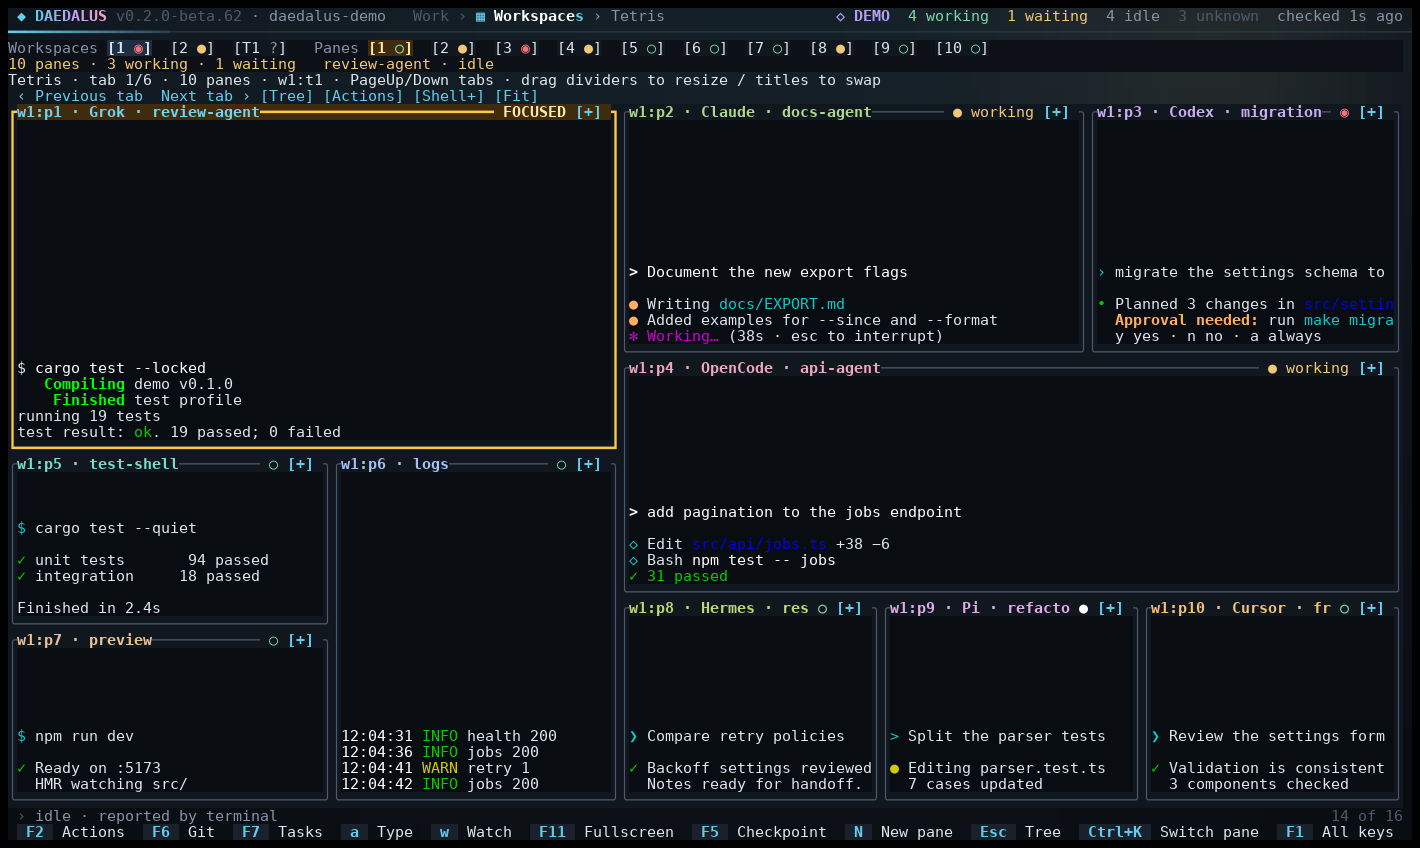 ◆ DAEDALUS v0.2.0-beta.62 · daedalus-demo Work › ▦ Workspaces › Tetris ◇ DEMO 4 working 1 waiting 4 idle 3 unknown checked 1s ago
Workspaces [1 ◉] [2 ●] [T1 ?] Panes [1 ○] [2 ●] [3 ◉] [4 ●] [5 ○] [6 ○] [7 ○] [8 ●] [9 ○] [10 ○]
10 panes · 3 working · 1 waiting review-agent · idle
Tetris · tab 1/6 · 10 panes · w1:t1 · PageUp/Down tabs · drag dividers to resize / titles to swap
‹ Previous tab Next tab › [Tree] [Actions] [Shell+] [Fit]
w1:p1 · Grok · review-agent FOCUSED [+]
$ cargo test --locked
Compiling demo v0.1.0
Finished test profile
running 19 tests
test result: ok. 19 passed; 0 failed
w1:p2 · Claude · docs-agent ● working [+]
> Document the new export flags
● Writing docs/EXPORT.md
● Added examples for --since and --format
✻ Working… (38s · esc to interrupt)
w1:p3 · Codex · migration ◉ [+]
› migrate the settings schema to
• Planned 3 changes in src/settin
Approval needed: run make migra
y yes · n no · a always
w1:p4 · OpenCode · api-agent ● working [+]
> add pagination to the jobs endpoint
◇ Edit src/api/jobs.ts +38 −6
◇ Bash npm test -- jobs
✓ 31 passed
w1:p5 · test-shell ○ [+]
$ cargo test --quiet
✓ unit tests 94 passed
✓ integration 18 passed
Finished in 2.4s
w1:p6 · logs ○ [+]
12:04:31 INFO health 200
12:04:36 INFO jobs 200
12:04:41 WARN retry 1
12:04:42 INFO jobs 200
w1:p7 · preview ○ [+]
$ npm run dev
✓ Ready on :5173
HMR watching src/
w1:p8 · Hermes · res ○ [+]
❯ Compare retry policies
✓ Backoff settings reviewed
Notes ready for handoff.
w1:p9 · Pi · refacto ● [+]
> Split the parser tests
● Editing parser.test.ts
7 cases updated
w1:p10 · Cursor · fr ○ [+]
❯ Review the settings form
✓ Validation is consistent
3 components checked
› idle · reported by terminal 14 of 16
F2 Actions F6 Git F7 Tasks a Type w Watch F11 Fullscreen F5 Checkpoint N New pane Esc Tree Ctrl+K Switch pane F1 All keys